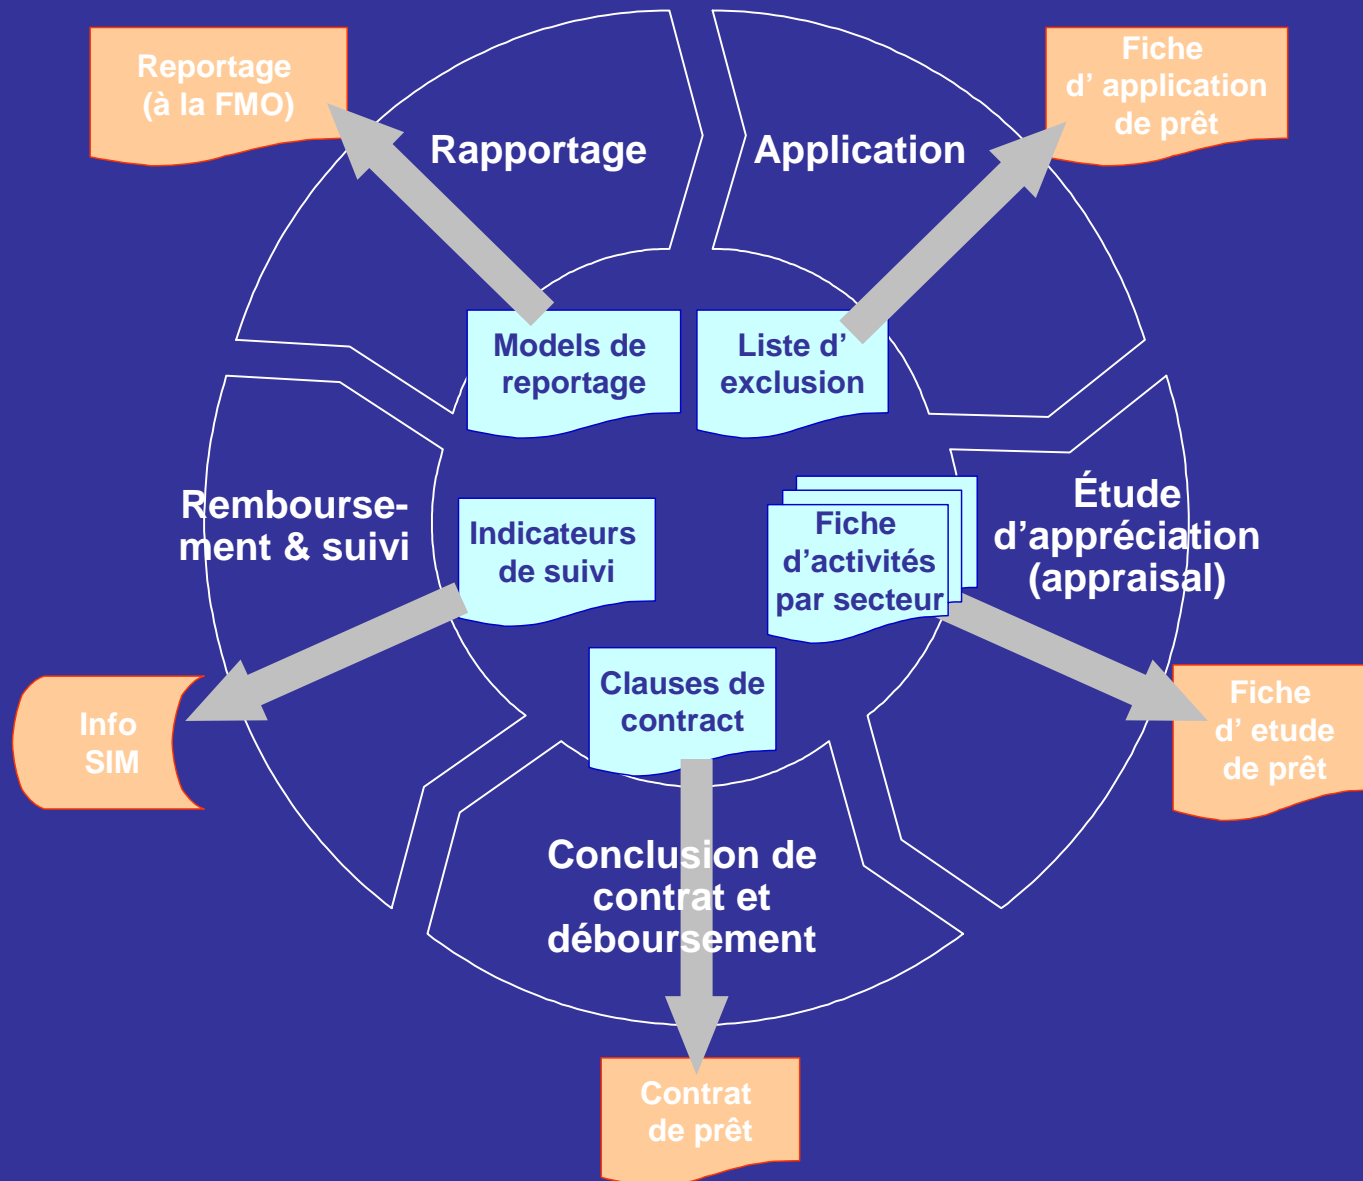 Reportage
(à la FMO)
Fiche
d’ application
de prêt
Rapportage
Application
Models de
reportage
Liste d’
exclusion
Rembourse-
ment & suivi
Indicateurs
de suivi
Fiche
d’activités
par secteur
Étude
d’appréciation
(appraisal)
Clauses de
contract
Info
SIM
Fiche
d’ etude
de prêt
Conclusion de
contrat et
déboursement
Contrat
de prêt